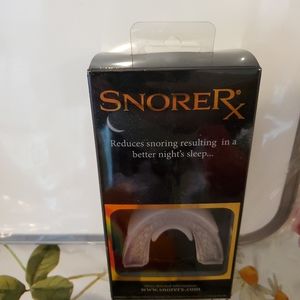 SNORERX®
Reduces snoring resulting in a
better night's sleep...
www.snorerx.com